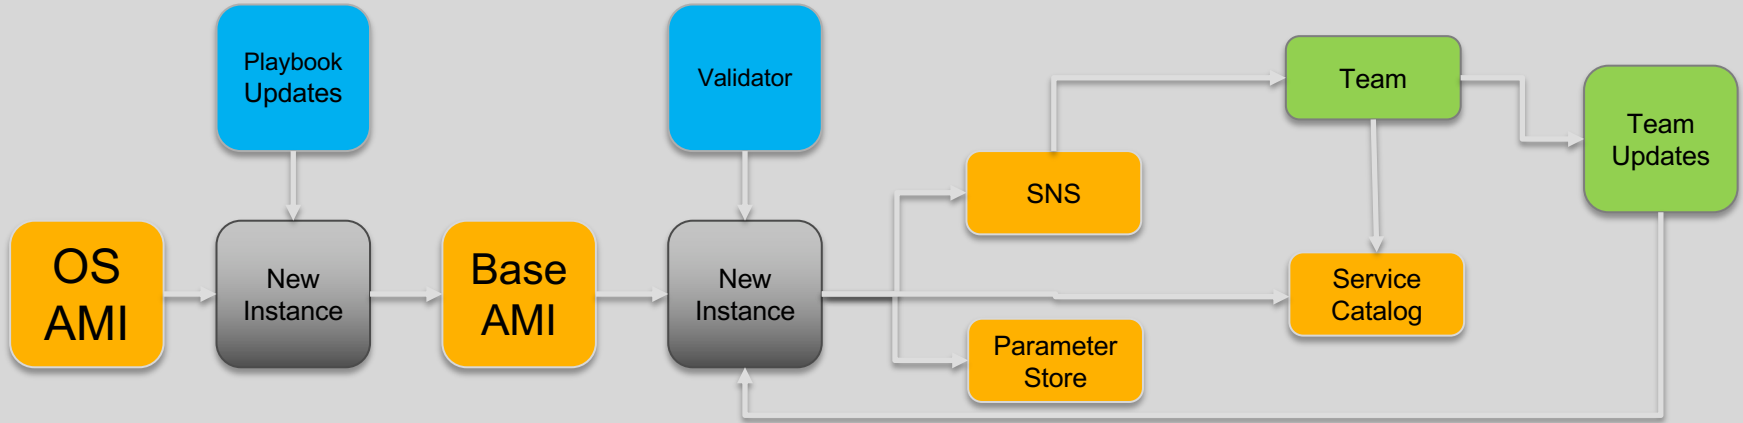 Playbook
Updates
Validator
Team
Team
Updates
SNS
OS
AMI
New
Instance
Base
AMI
New
Instance
Service
Catalog
Parameter
Store